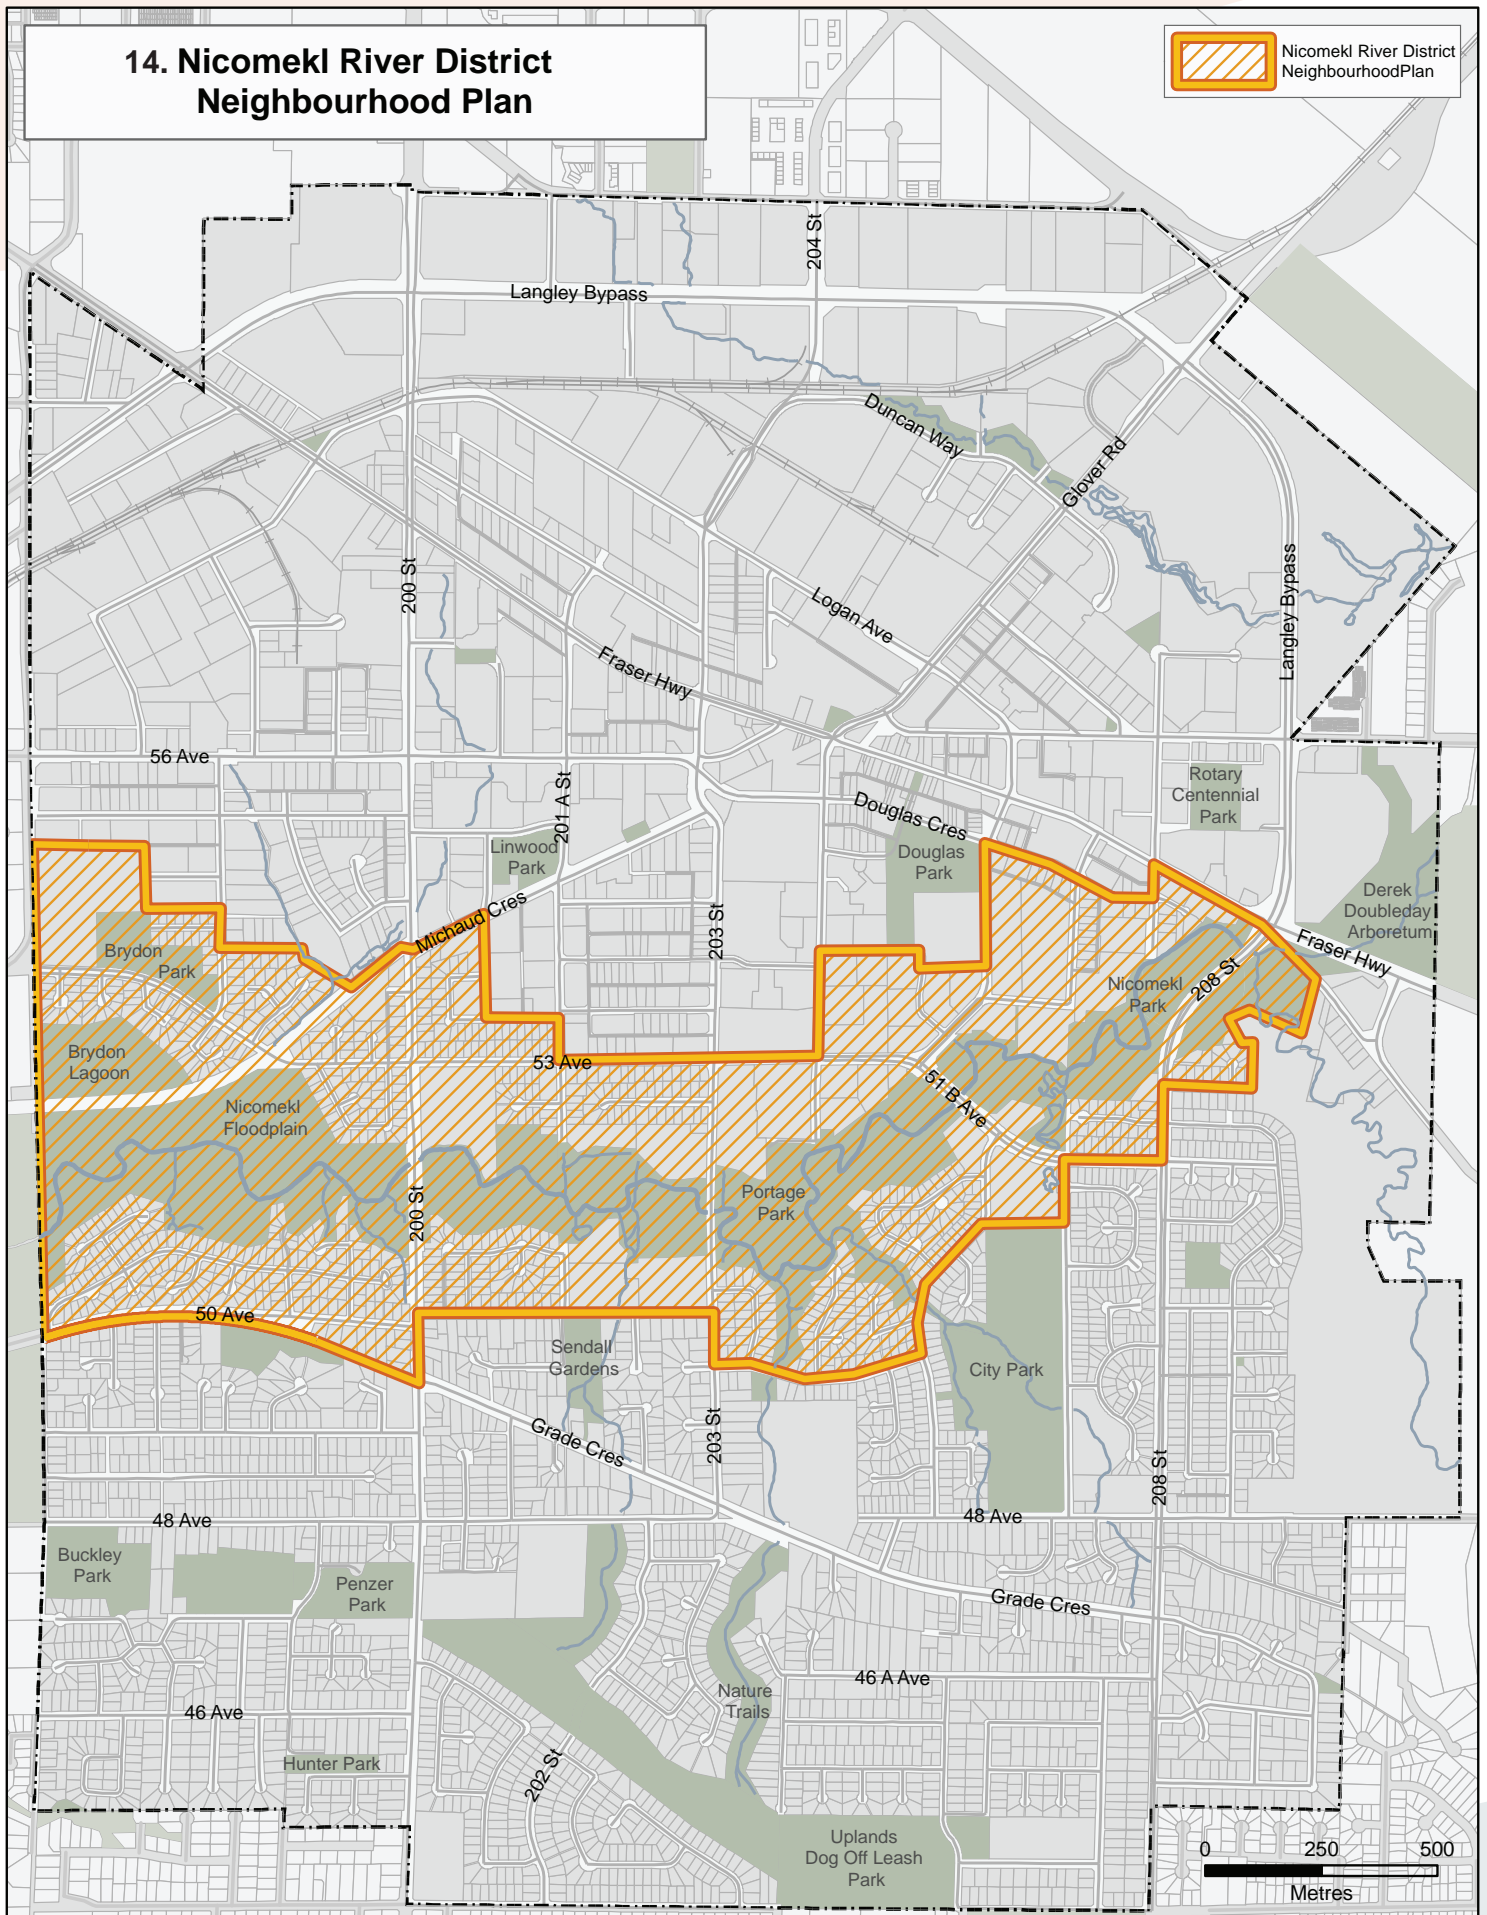 14. Nicomekl River District
Neighbourhood Plan
Nicomekl River District
NeighbourhoodPlan
204 St
Langley Bypass
Duncan Way
Glover Rd
200 St
Logan Ave
Langley Bypass
Fraser Hwy
56 Ave
201 A St
Rotary
Centennial
Park
Douglas Cres
Linwood
Park
Douglas
Park
Derek
Doubleday
Arboretum
Michaud Cres
203 St
Fraser Hwy
Brydon
Park
208 St
Nicomekl
Park
Brydon
Lagoon
53 Ave
51 B Ave
Nicomekl
Floodplain
200 St
Portage
Park
50 Ave
Sendall
Gardens
City Park
Grade Cres
203 St
208 St
48 Ave
48 Ave
Buckley
Park
Penzer
Park
Grade Cres
46 A Ave
Nature
Trails
46 Ave
Hunter Park
202 St
Uplands
Dog Off Leash
Park
0 250 500
Metres